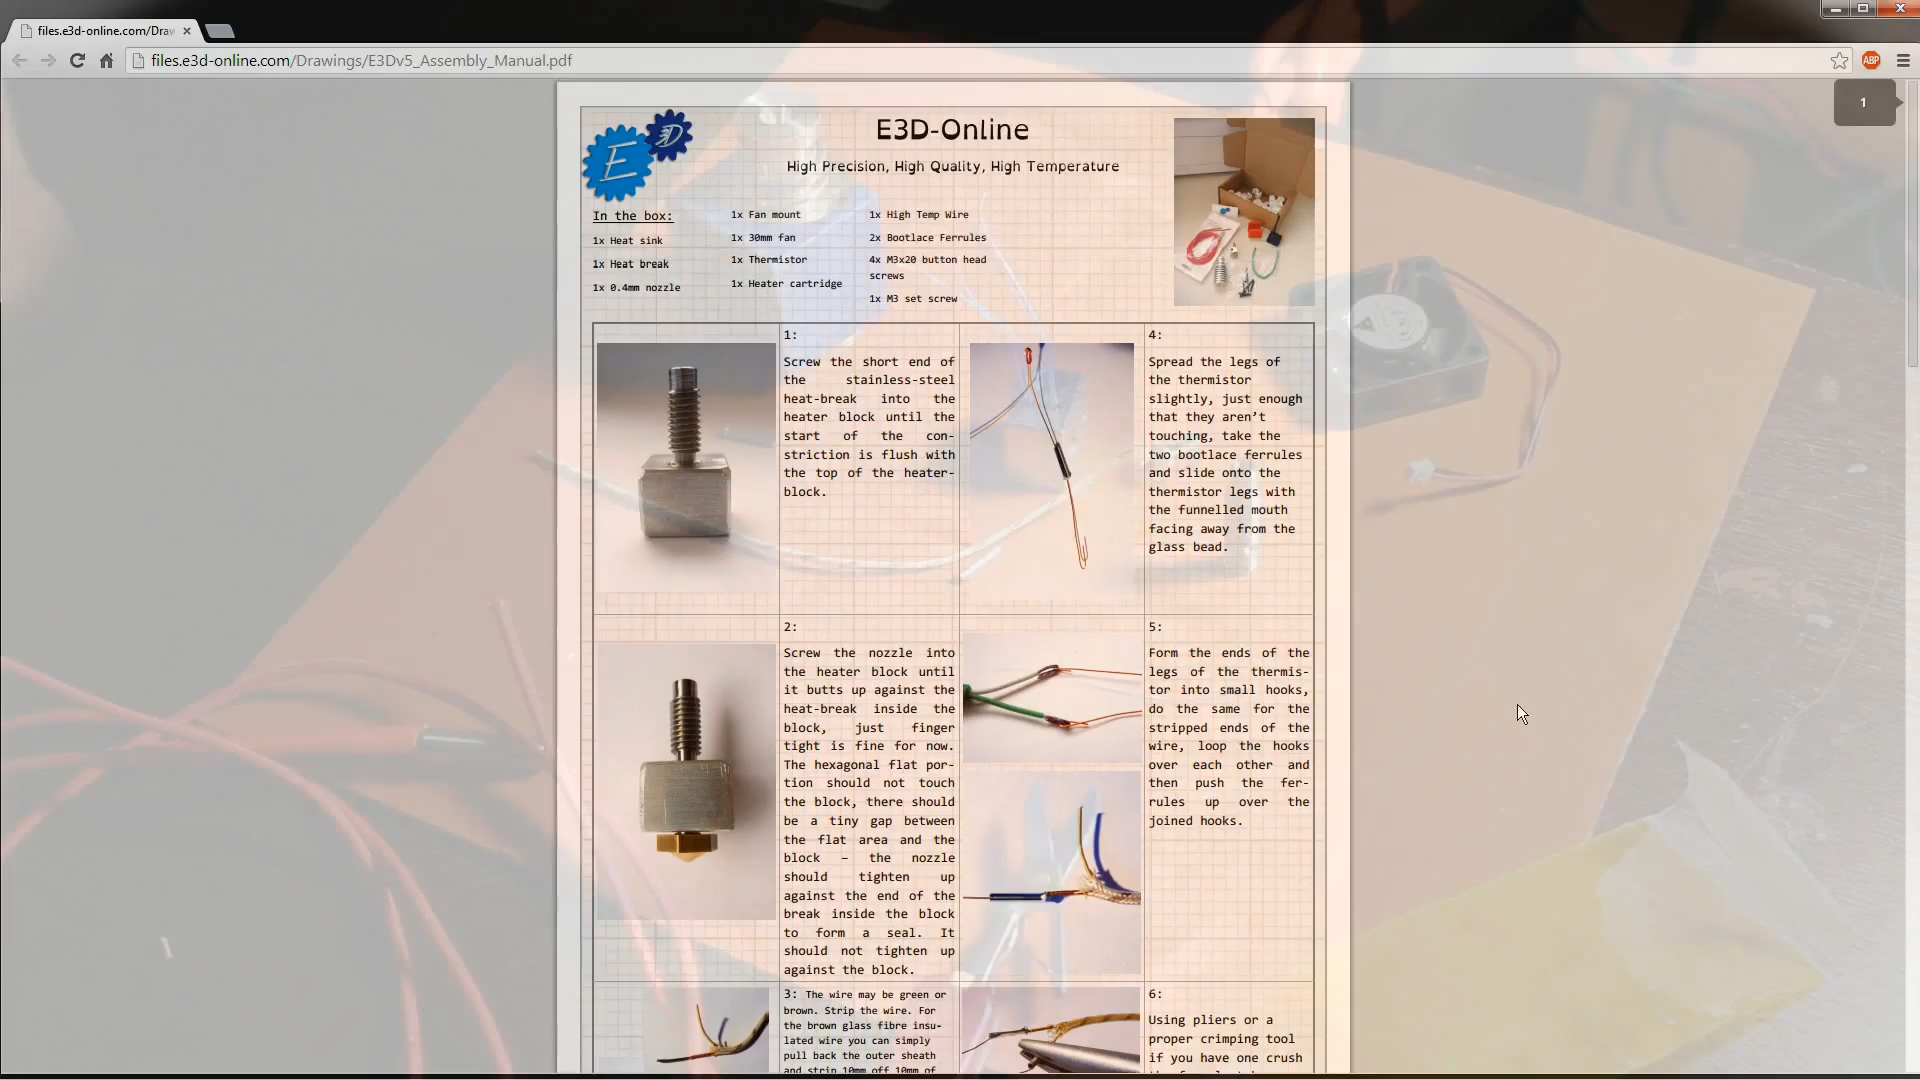 files.e3d-online.com/Draw
files.e3d-online.com/Drawings/E3Dv5_Assembly_Manual.pdf
ABP
1
E3D
E3D-Online
High Precision, High Quality, High Temperature
In the box:
1x Heat sink
1x Heat break
1x 0.4mm nozzle
1x Fan mount
1x 30mm fan
1x Thermistor
1x Heater cartridge
1x High Temp Wire
2x Bootlace Ferrules
4x M3x20 button head
screws
1x M3 set screw
1:
Screw the short end of
the stainless-steel
heat-break into the
heater block until the
start of the con-
striction is flush with
the top of the heater-
block.
2:
Screw the nozzle into
the heater block until
it butts up against the
heat-break inside the
block, just finger
tight is fine for now.
The hexagonal flat por-
tion should not touch
the block, there should
be a tiny gap between
the flat area and the
block – the nozzle
should tighten up
against the end of the
break inside the block
to form a seal. It
should not tighten up
against the block.
3: The wire may be green or
brown. Strip the wire. For
the brown glass fibre insu-
lated wire you can simply
pull back the outer sheath
and strip 10mm off 10mm of
4:
Spread the legs of
the thermistor
slightly, just enough
that they aren't
touching, take the
two bootlace ferrules
and slide onto the
thermistor legs with
the funnelled mouth
facing away from the
glass bead.
5:
Form the ends of the
legs of the thermis-
tor into small hooks,
do the same for the
stripped ends of the
wire, loop the hooks
over each other and
then push the fer-
rules up over the
joined hooks.
6:
Using pliers or a
proper crimping tool
if you have one crush